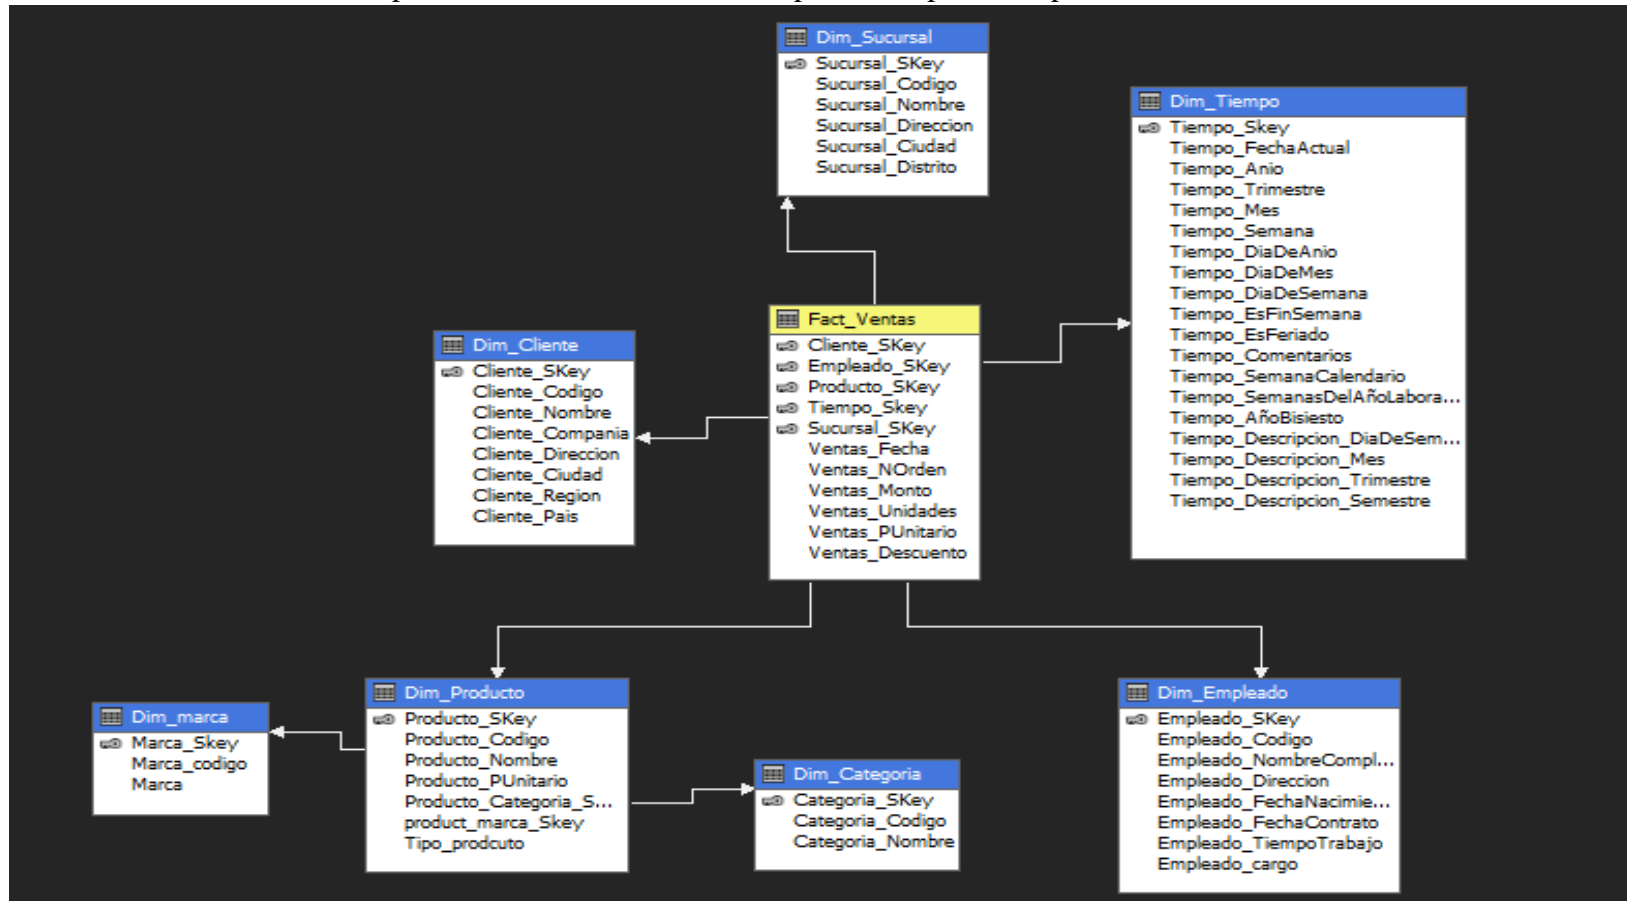 Dim_Sucursal
Sucursal_SKey
Sucursal_Codigo
Sucursal_Nombre
Sucursal_Direccion
Sucursal_Ciudad
Sucursal_Distrito
Dim_Tiempo
Tiempo_Skey
Tiempo_FechaActual
Tiempo_Anio
Tiempo_Trimestre
Tiempo_Mes
Tiempo_Semana
Tiempo_DiaDeAnio
Tiempo_DiaDeMes
Tiempo_DiaDeSemana
Tiempo_EsFinSemana
Tiempo_EsFeriado
Tiempo_Comentarios
Tiempo_SemanaCalendario
Tiempo_SemanasDelAñoLabora...
Tiempo_AñoBisiesto
Tiempo_Descripcion_DiaDeSem...
Tiempo_Descripcion_Mes
Tiempo_Descripcion_Trimestre
Tiempo_Descripcion_Semestre
Fact_Ventas
Cliente_SKey
Empleado_SKey
Producto_SKey
Tiempo_Skey
Sucursal_SKey
Ventas_Fecha
Ventas_NOrden
Ventas_Monto
Ventas_Unidades
Ventas_PUnitario
Ventas_Descuento
Dim_Cliente
Cliente_SKey
Cliente_Codigo
Cliente_Nombre
Cliente_Compania
Cliente_Direccion
Cliente_Ciudad
Cliente_Region
Cliente_Pais
Dim_marca
Marca_Skey
Marca_codigo
Marca
Dim_Producto
Producto_SKey
Producto_Codigo
Producto_Nombre
Producto_PUnitario
Producto_Categoria_S...
product_marca_Skey
Tipo_prodcuto
Dim_Categoria
Categoria_SKey
Categoria_Codigo
Categoria_Nombre
Dim_Empleado
Empleado_SKey
Empleado_Codigo
Empleado_NombreCompl...
Empleado_Direccion
Empleado_FechaNacimie...
Empleado_FechaContrato
Empleado_TiempoTrabajo
Empleado_cargo